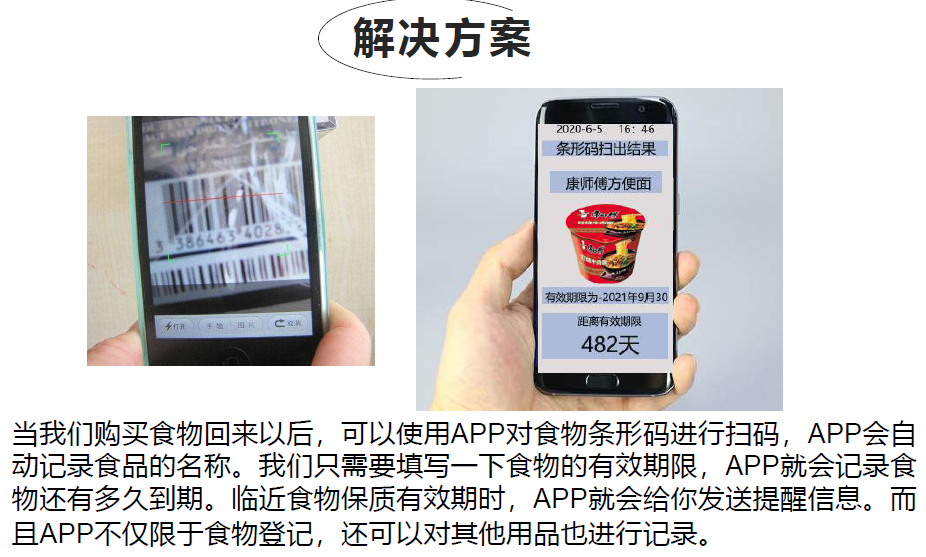 解决方案
3 386463 40285
打开
手输
图片
取消
2020-6-5 16：46
条形码扫出结果
康师傅方便面
康师傅
有效期限为-2021年9月30
距离有效期限
482天
当我们购买食物回来以后，可以使用APP对食物条形码进行扫码，APP会自
动记录食品的名称。我们只需要填写一下食物的有效期限，APP就会记录食
物还有多久到期。临近食物保质有效期时，APP就会给你发送提醒信息。而
且APP不仅限于食物登记，还可以对其他用品也进行记录。